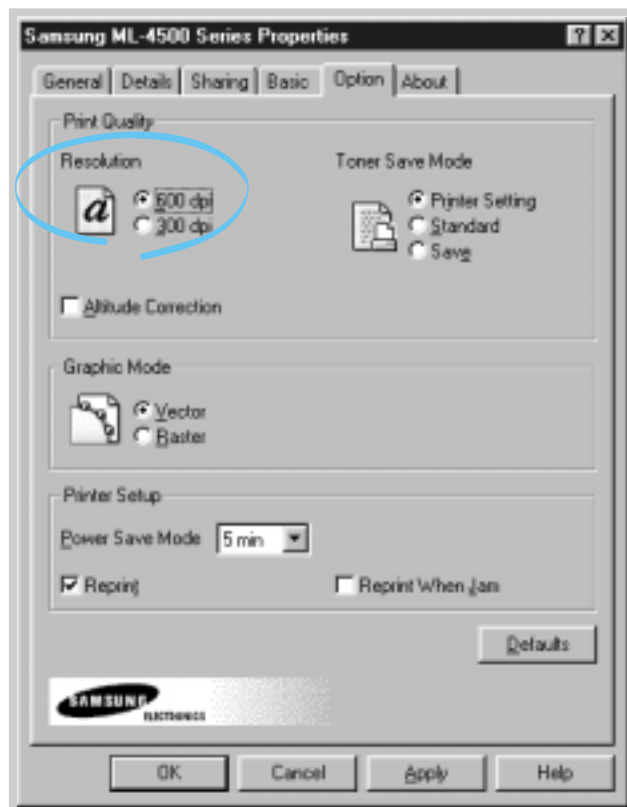 Samsung ML-4500 Series Properties
General Details Sharing Basic Option About
Print Quality
Resolution
Toner Save Mode
a
600 dpi
300 dpi
Printer Setting
Standard
Save
Altitude Correction
Graphic Mode
Vector
Raster
Printer Setup
Power Save Mode 5 min
Reprint
Reprint When Jam
Defaults
SAMSUNG
ELECTRONICS
OK Cancel Apply Help